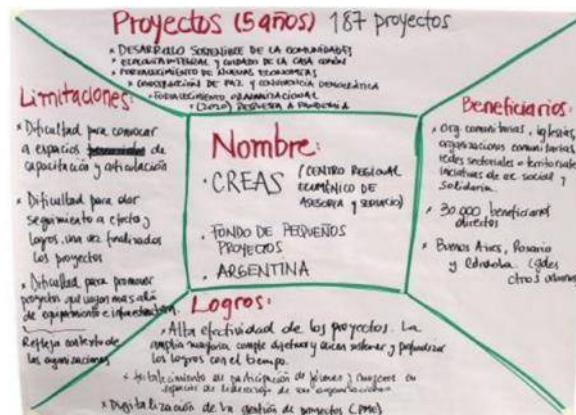 Proyectos (5 años) 187 proyectos
* DESARROLLO SOSTENIBLE DE LA COMUNIDADES
* ECOLOGÍA INTEGRAL Y CUIDADO DE LA CASA COMÚN
* FORTALECIMIENTO DE NUEVAS ECONOMÍAS
* CONSTRUCCIÓN DE PAZ Y CONVIVENCIA DEMOCRÁTICA
* FORTALECIMIENTO ORGANIZACIONAL
* (2020) RESPUESTA A PANDEMIA
Limitaciones:
* Dificultad para convocar
a espacios de
capacitación y articulación
* Dificultad para dar
seguimiento a efectos y
logros, una vez finalizados
los proyectos
* Dificultad para promover
proyectos que vayan mas allá
de equipamiento e infraestructura.
Refleja contexto de
las organizaciones
Nombre:
· CREAS (CENTRO REGIONAL
ECUMÉNICO DE
ASESORÍA Y SERVICIO)
· FONDO DE PEQUEÑOS
PROYECTOS
· ARGENTINA
Beneficiarios:
* Org. comunitarias, iglesias,
organizaciones comunitarias,
redes sectoriales o territoriales
iniciativas de ec. social y
solidaria.
* 30.000 beneficiarios
directos
* Buenos Aires, Rosario
y Córdoba.
Logros:
* Alta efectividad de los proyectos. La
amplia mayoría cumple objetivos y dicen sostener y profundizar
los logros con el tiempo.
* Fortalecimiento de participación de jóvenes y mujeres en
espacios de liderazgo de sus organizaciones
* Digitalización de la gestión de proyectos (PME)